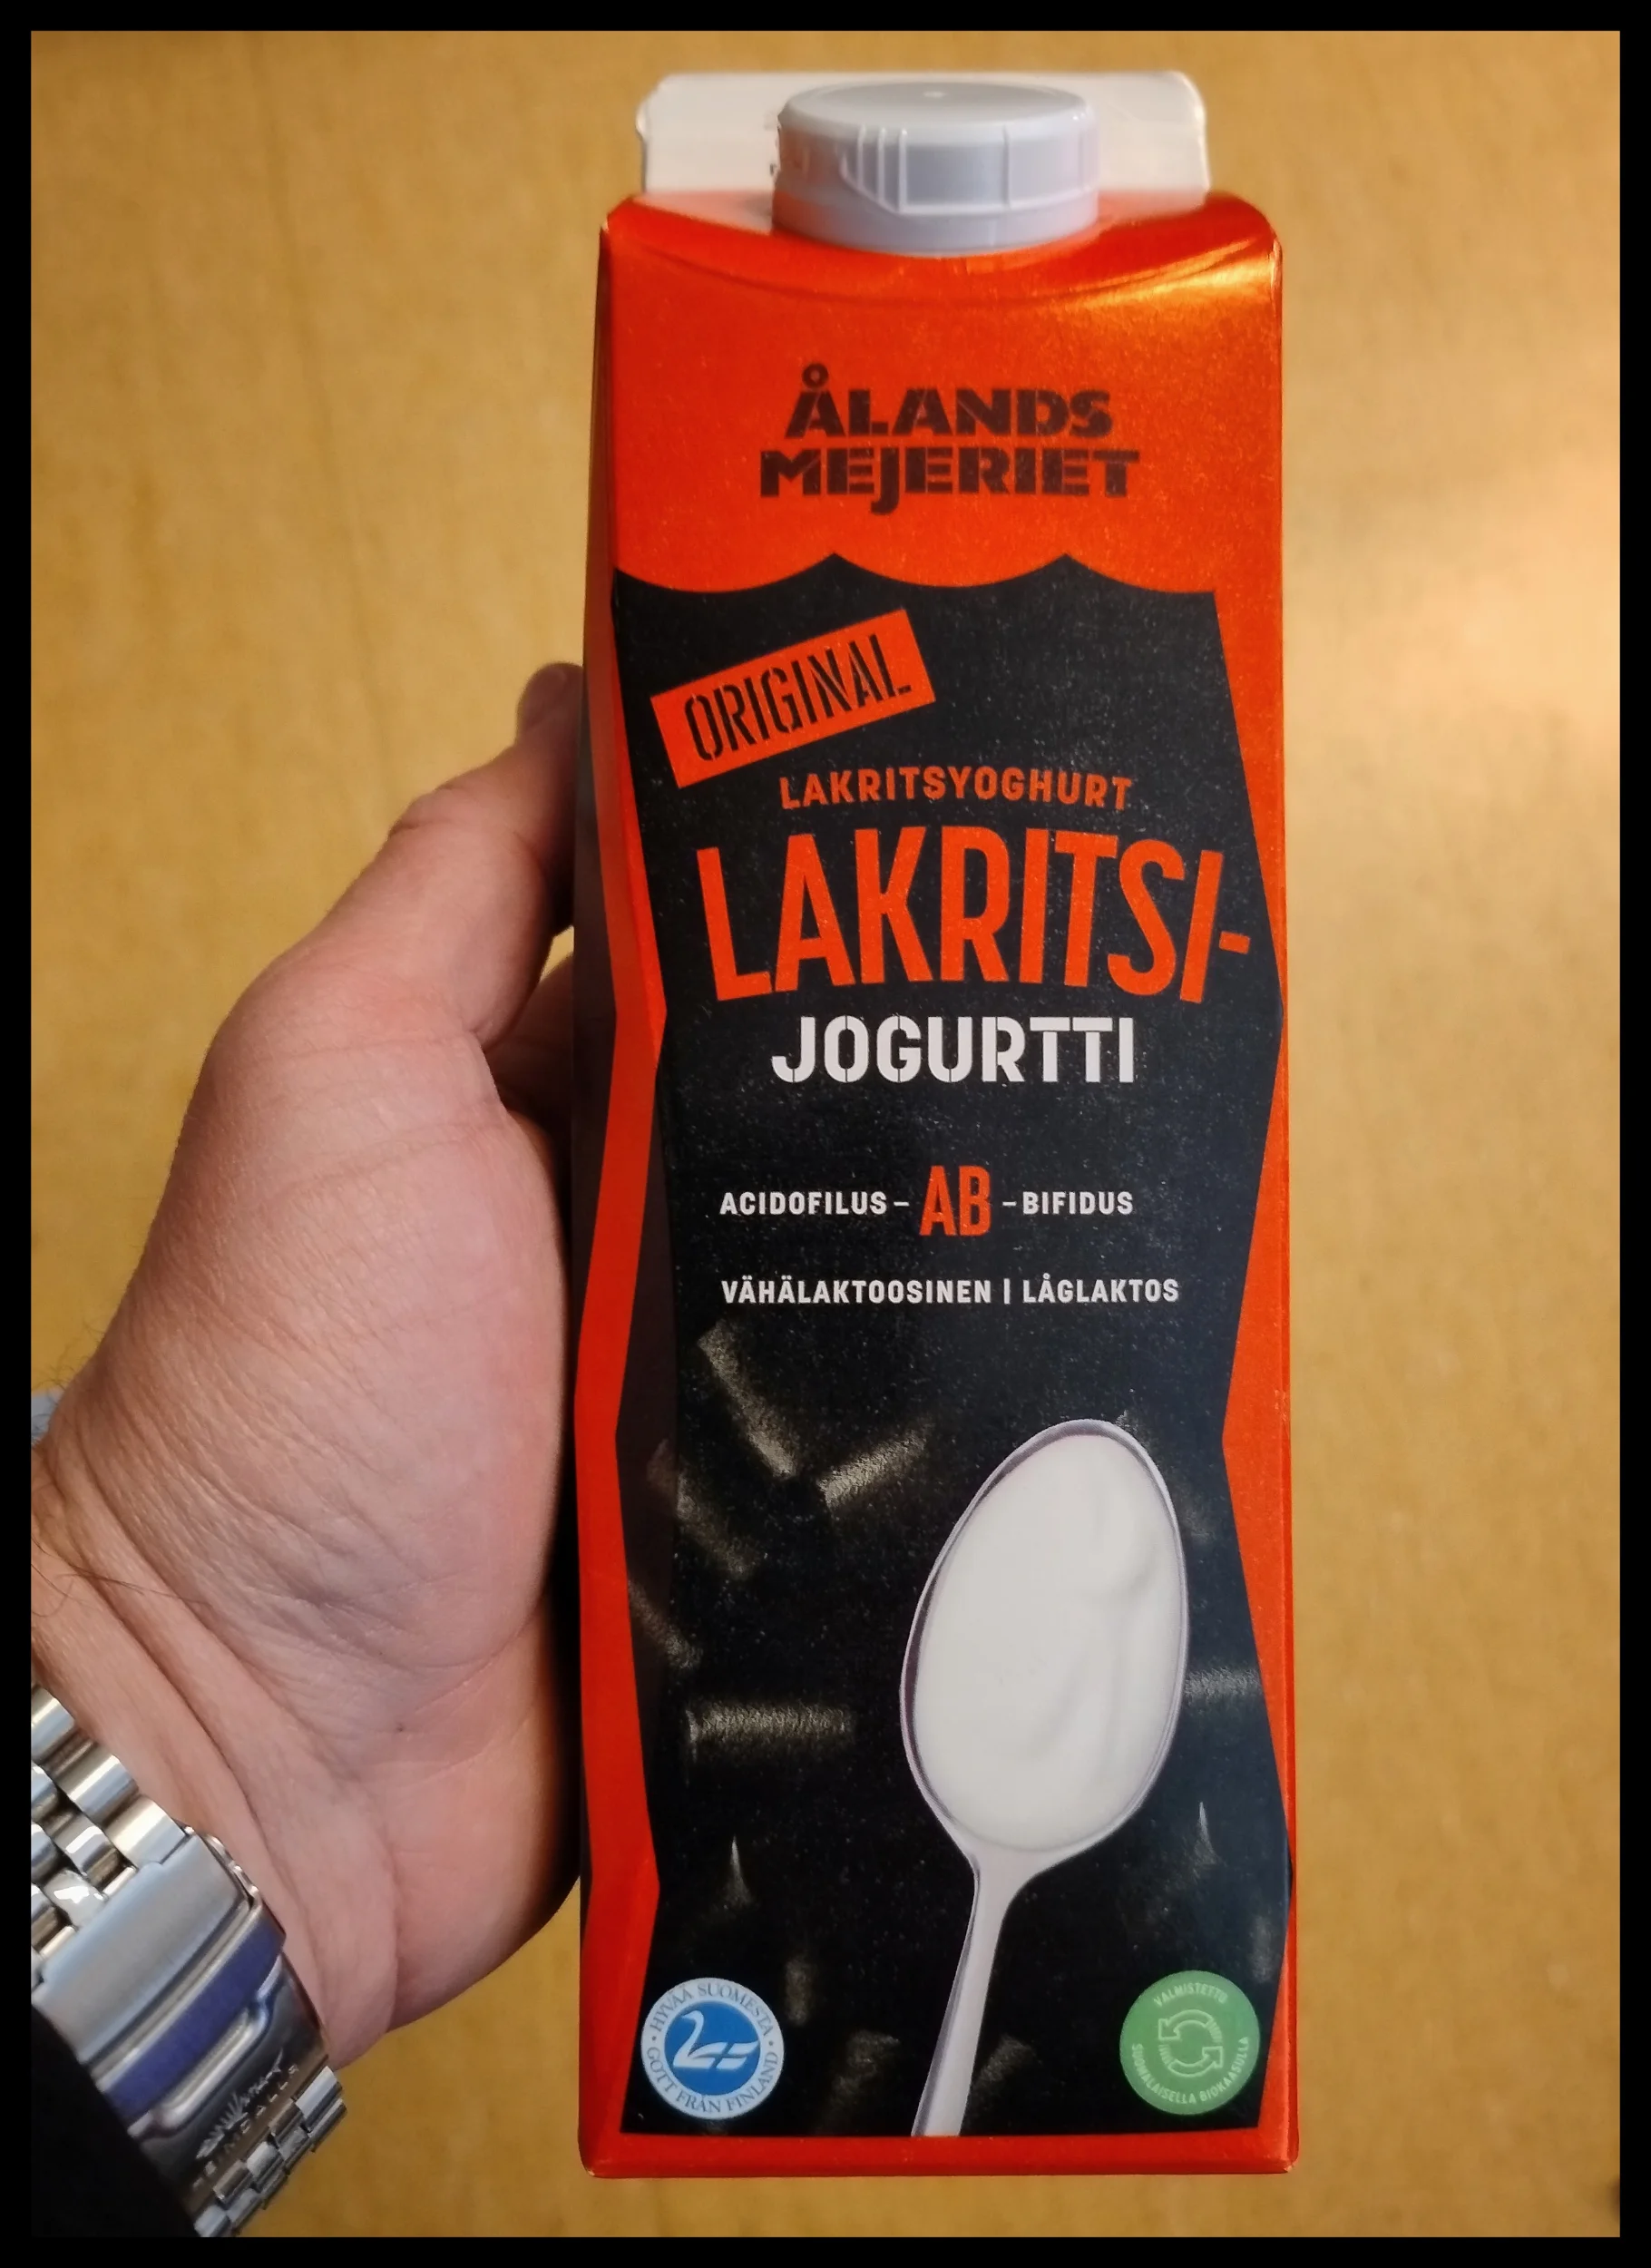 ÅLANDS
MEJERIET
ORIGINAL
LAKRITSYOGHURT
LAKRITSI-
JOGURTTI
ACIDOFILUS – AB – BIFIDUS
VÄHÄLAKTOOSINEN | LÅGLAKTOS
• HYVÄÄ SUOMESTA •
GOTT FRÅN FINLAND
VALMISTETTU
SUOMALAISELLA BIOKAASULLA